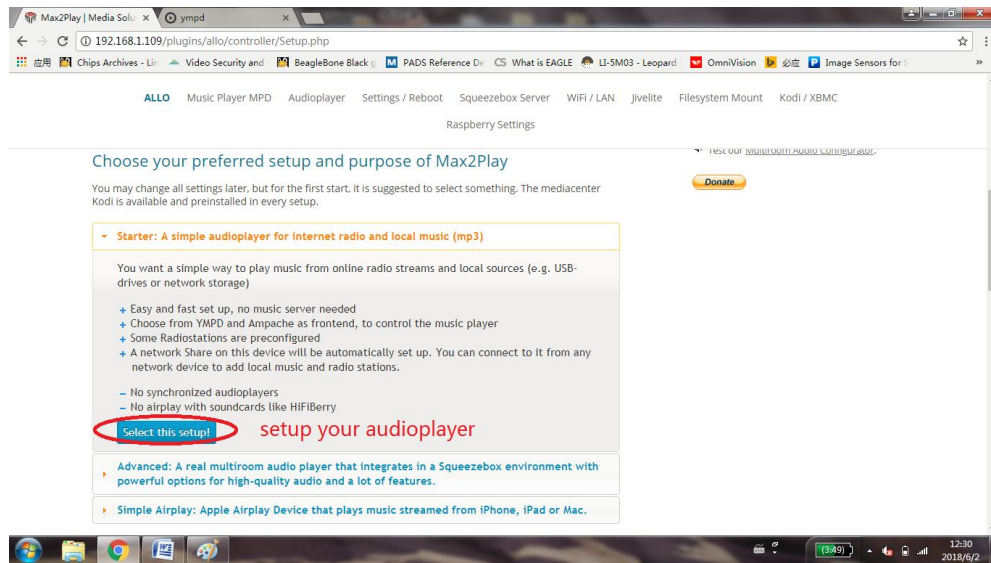 Max2Play | Media Solu
ympd
192.168.1.109/plugins/allo/controller/Setup.php
应用 Chips Archives - Lin Video Security and BeagleBone Black g PADS Reference De CS What is EAGLE LI-5M03 - Leopard OmniVision 必应 Image Sensors for S »
ALLO Music Player MPD Audioplayer Settings / Reboot Squeezebox Server WiFi / LAN Jivelite Filesystem Mount Kodi / XBMC
Raspberry Settings
Test our Multiroom Audio Configurator.
Choose your preferred setup and purpose of Max2Play
Donate
You may change all settings later, but for the first start, it is suggested to select something. The mediacenter
Kodi is available and preinstalled in every setup.
Starter: A simple audioplayer for internet radio and local music (mp3)
You want a simple way to play music from online radio streams and local sources (e.g. USB-
drives or network storage)
+ Easy and fast set up, no music server needed
+ Choose from YMPD and Ampache as frontend, to control the music player
+ Some Radiostations are preconfigured
+ A network Share on this device will be automatically set up. You can connect to it from any
network device to add local music and radio stations.
– No synchronized audioplayers
– No airplay with soundcards like HiFiBerry
Select this setup!
setup your audioplayer
Advanced: A real multiroom audio player that integrates in a Squeezebox environment with
powerful options for high-quality audio and a lot of features.
Simple Airplay: Apple Airplay Device that plays music streamed from iPhone, iPad or Mac.
(3:49)
12:30
2018/6/2